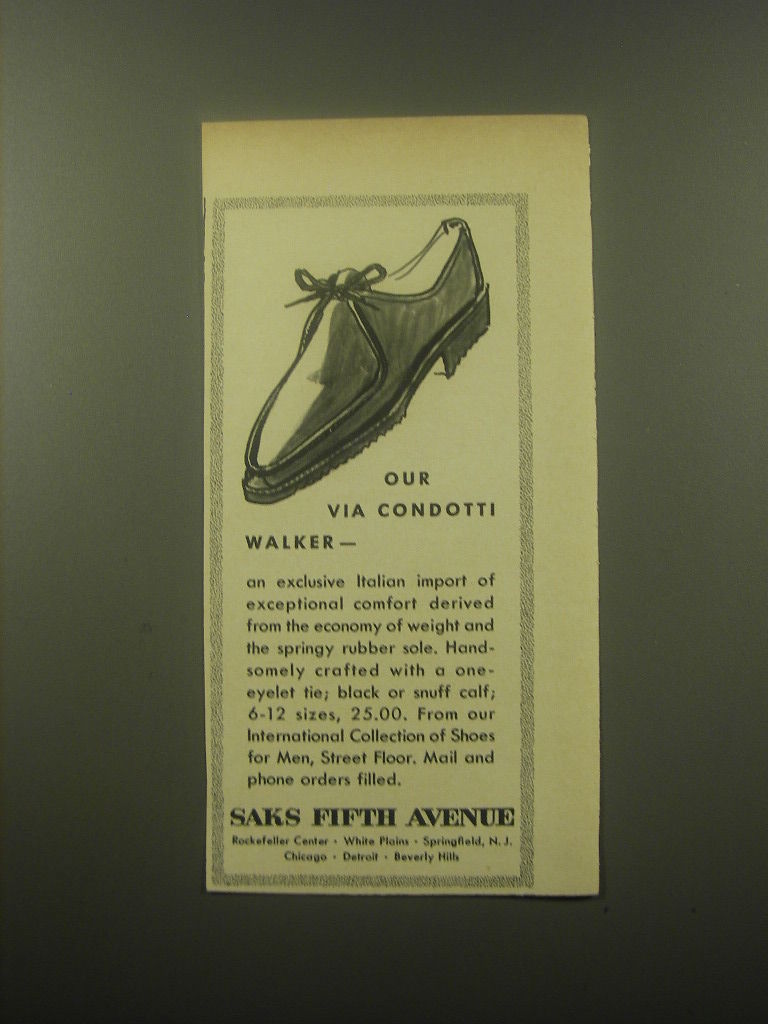 OUR
VIA CONDOTTI
WALKER—
an exclusive Italian import of
exceptional comfort derived
from the economy of weight and
the springy rubber sole. Hand-
somely crafted with a one-
eyelet tie; black or snuff calf;
6-12 sizes, 25.00. From our
International Collection of Shoes
for Men, Street Floor. Mail and
phone orders filled.
SAKS FIFTH AVENUE
Rockefeller Center · White Plains · Springfield, N. J.
Chicago · Detroit · Beverly Hills